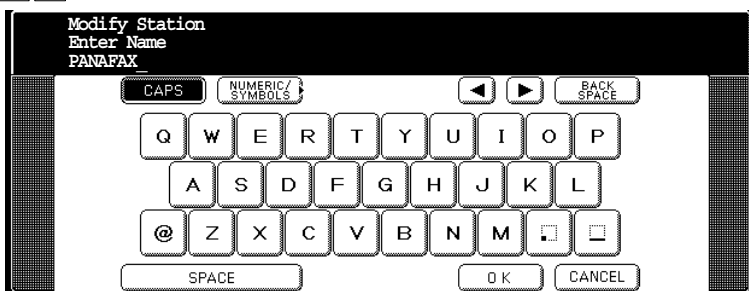 Modify Station
Enter Name
PANAFAX_
CAPS NUMERIC/ SYMBOLS BACK SPACE
Q W E R T Y U I O P
A S D F G H J K L
@ Z X C V B N M . _
SPACE OK CANCEL